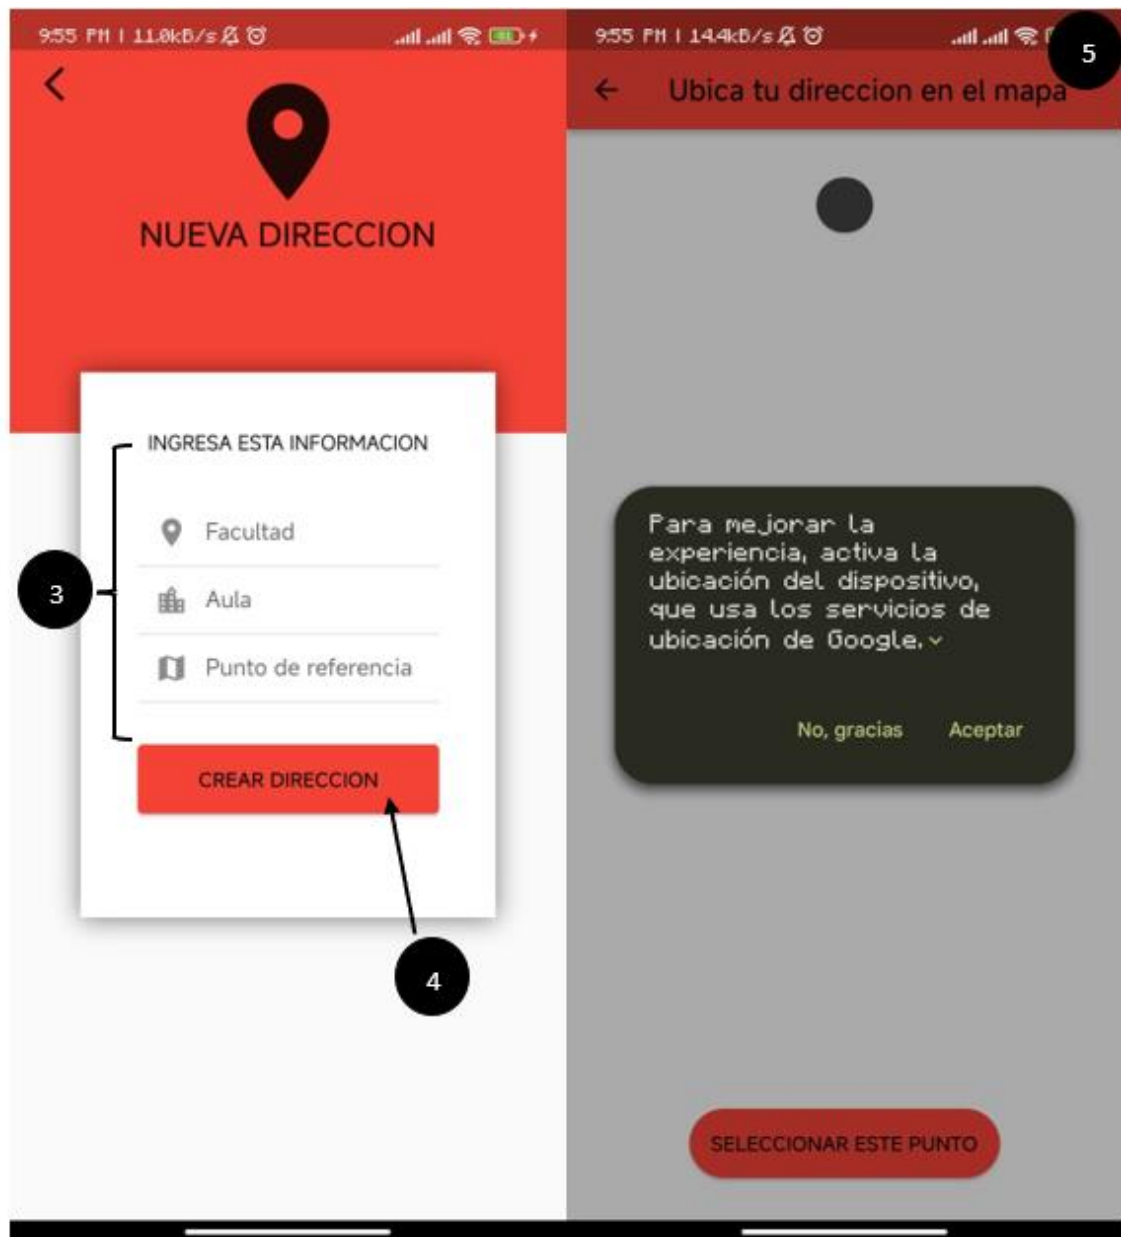 9:55 PM | 11.0kB/s
NUEVA DIRECCION
INGRESA ESTA INFORMACION
Facultad
3
Aula
Punto de referencia
CREAR DIRECCION
4
9:55 PM | 14.4kB/s
5
Ubica tu direccion en el mapa
Para mejorar la
experiencia, activa la
ubicación del dispositivo,
que usa los servicios de
ubicación de Google.
No, gracias Aceptar
SELECCIONAR ESTE PUNTO